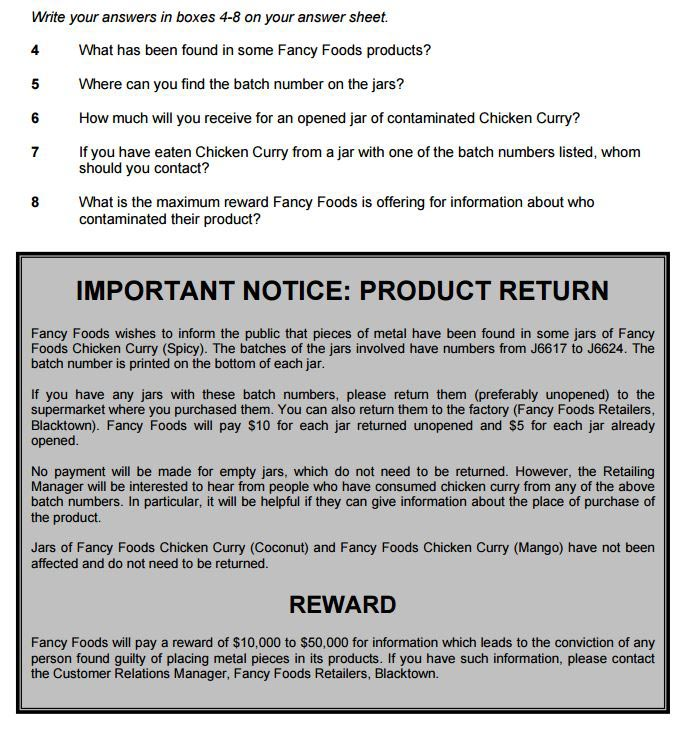 Write your answers in boxes 4-8 on your answer sheet.
4 What has been found in some Fancy Foods products?
5 Where can you find the batch number on the jars?
6 How much will you receive for an opened jar of contaminated Chicken Curry?
7 If you have eaten Chicken Curry from a jar with one of the batch numbers listed, whom
should you contact?
8 What is the maximum reward Fancy Foods is offering for information about who
contaminated their product?
IMPORTANT NOTICE: PRODUCT RETURN
Fancy Foods wishes to inform the public that pieces of metal have been found in some jars of Fancy
Foods Chicken Curry (Spicy). The batches of the jars involved have numbers from J6617 to J6624. The
batch number is printed on the bottom of each jar.
If you have any jars with these batch numbers, please return them (preferably unopened) to the
supermarket where you purchased them. You can also return them to the factory (Fancy Foods Retailers,
Blacktown). Fancy Foods will pay $10 for each jar returned unopened and $5 for each jar already
opened.
No payment will be made for empty jars, which do not need to be returned. However, the Retailing
Manager will be interested to hear from people who have consumed chicken curry from any of the above
batch numbers. In particular, it will be helpful if they can give information about the place of purchase of
the product.
Jars of Fancy Foods Chicken Curry (Coconut) and Fancy Foods Chicken Curry (Mango) have not been
affected and do not need to be returned.
REWARD
Fancy Foods will pay a reward of $10,000 to $50,000 for information which leads to the conviction of any
person found guilty of placing metal pieces in its products. If you have such information, please contact
the Customer Relations Manager, Fancy Foods Retailers, Blacktown.